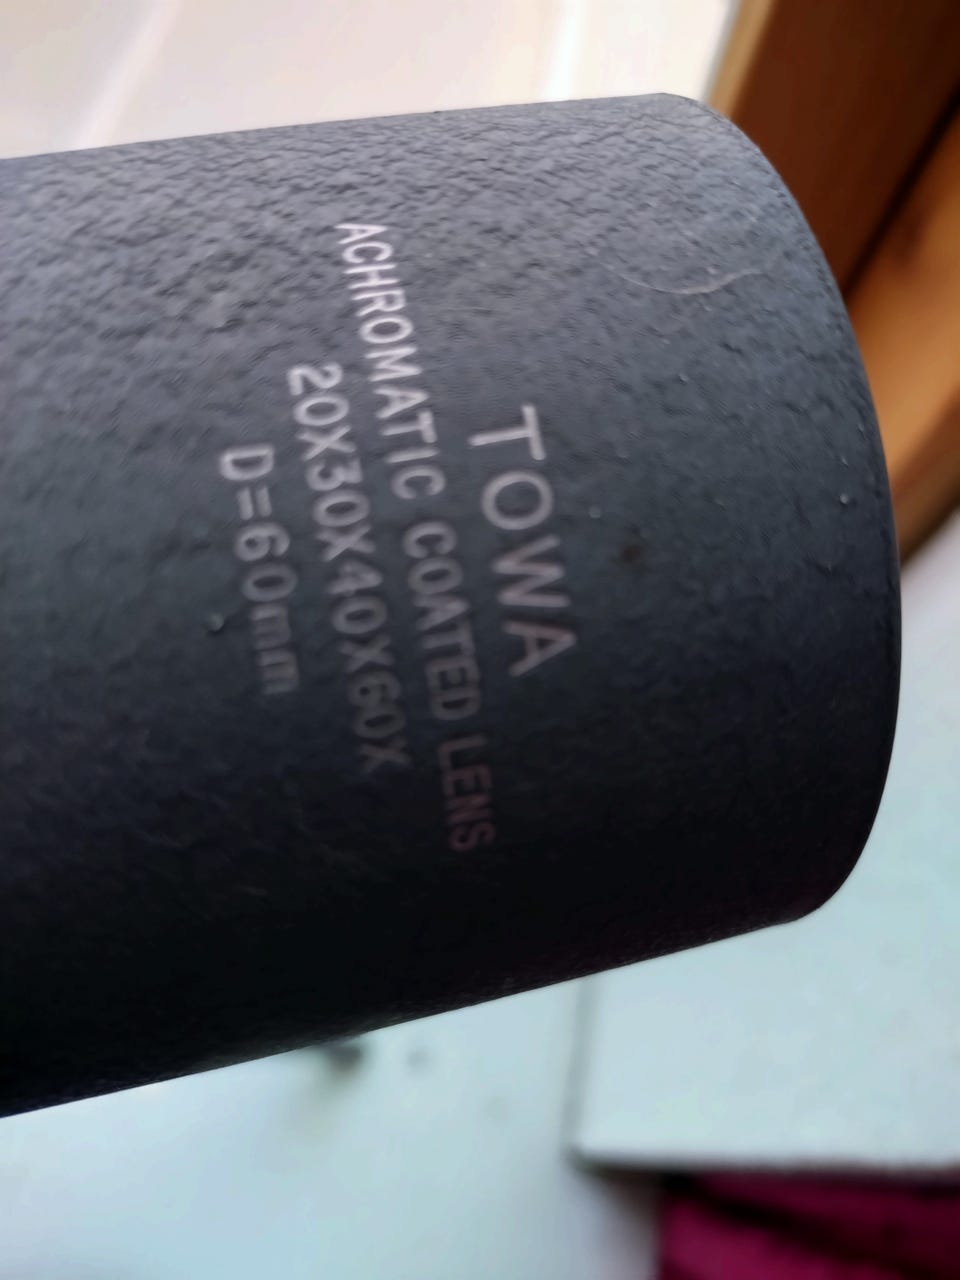 TOWA
ACHROMATIC COATED LENS
20X30X40X60X
D=60mm